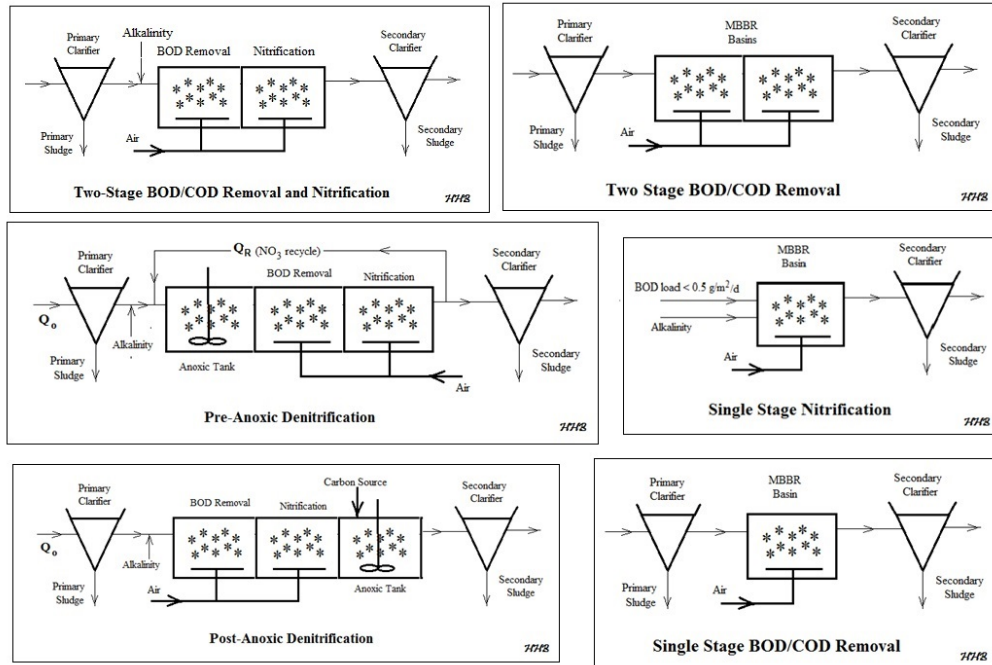 Primary
Clarifier
Alkalinity
BOD Removal
Nitrification
Secondary
Clarifier
Primary
Sludge
Air
Secondary
Sludge
Two-Stage BOD/COD Removal and Nitrification
HHB
Primary
Clarifier
MBBR
Basins
Secondary
Clarifier
Primary
Sludge
Air
Secondary
Sludge
Two Stage BOD/COD Removal
HHB
Primary
Clarifier
QR (NO3 recycle)
BOD Removal
Nitrification
Secondary
Clarifier
Qo
Alkalinity
Primary
Sludge
Anoxic Tank
Air
Secondary
Sludge
Pre-Anoxic Denitrification
HHB
MBBR
Basin
Secondary
Clarifier
BOD load < 0.5 g/m²/d
Alkalinity
Air
Secondary
Sludge
Single Stage Nitrification
HHB
Primary
Clarifier
BOD Removal
Nitrification
Carbon Source
Secondary
Clarifier
Qo
Alkalinity
Primary
Sludge
Air
Anoxic Tank
Secondary
Sludge
Post-Anoxic Denitrification
HHB
Primary
Clarifier
MBBR
Basin
Secondary
Clarifier
Primary
Sludge
Air
Secondary
Sludge
Single Stage BOD/COD Removal
HHB